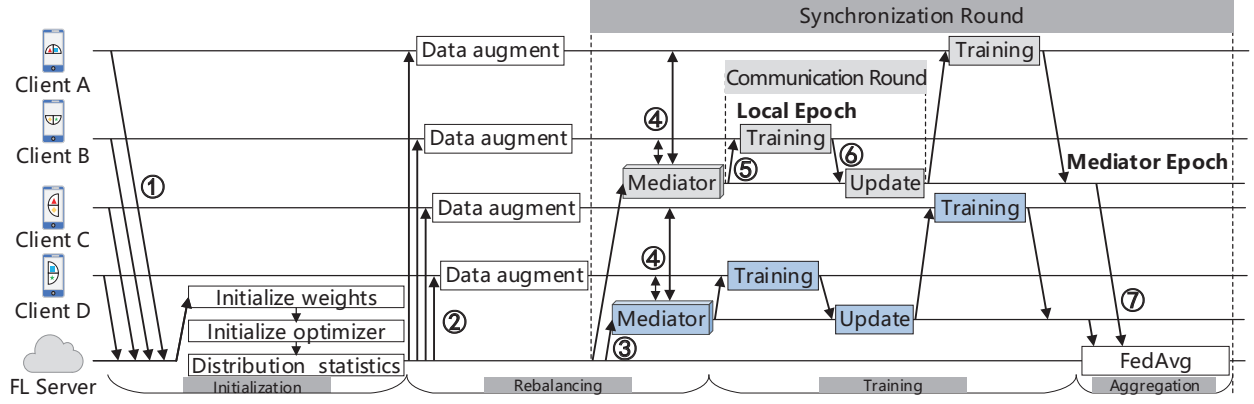 Synchronization Round
Client A
Data augment
Training
Communication Round
④
Local Epoch
Client B
Data augment
Training
①
⑤
⑥
Mediator Epoch
Mediator
Update
Client C
Data augment
Training
④
Client D
Data augment
Training
Initialize weights
⑦
Initialize optimizer
②
Mediator
Update
③
Distribution statistics
FedAvg
FL Server
Initialization
Rebalancing
Training
Aggregation